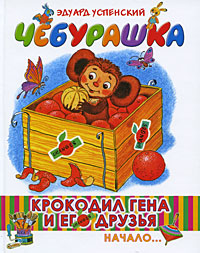 ЭДУАРД УСПЕНСКИЙ
ЧЕБУРАШКА
КРОКОДИЛ ГЕНА
И ЕГО ДРУЗЬЯ
НАЧАЛО...